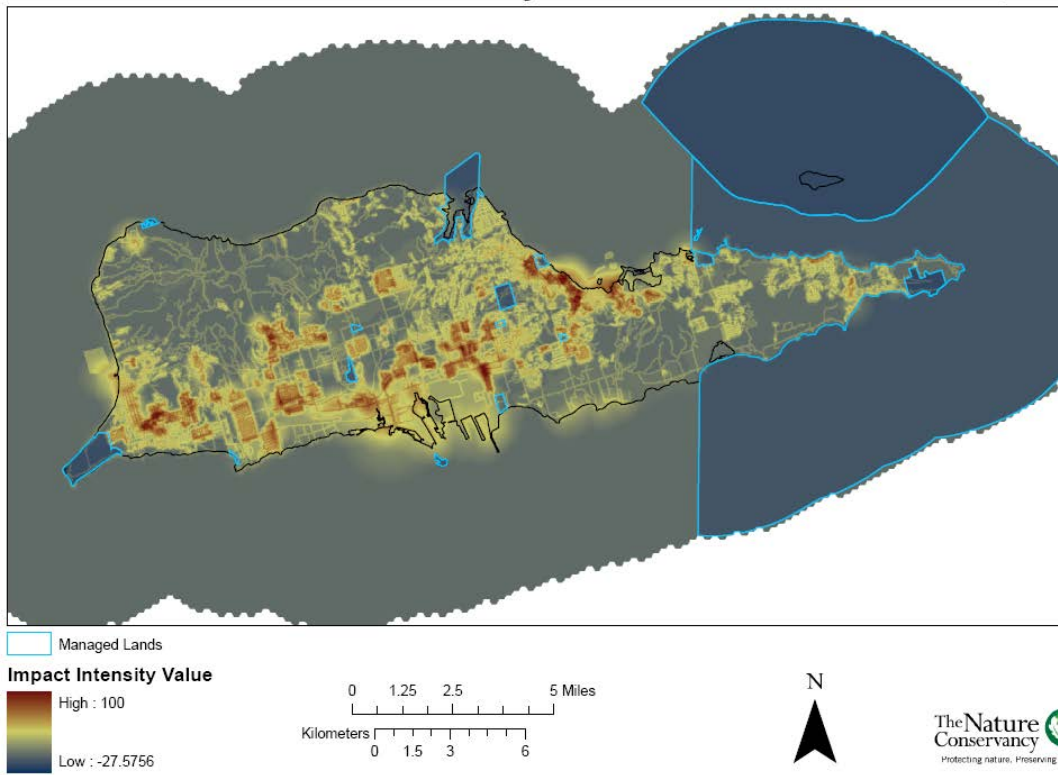 Managed Lands
Impact Intensity Value
High : 100
Low : -27.5756
0 1.25 2.5 5 Miles
Kilometers
0 1.5 3 6
N
The Nature
Conservancy
Protecting nature. Preserving